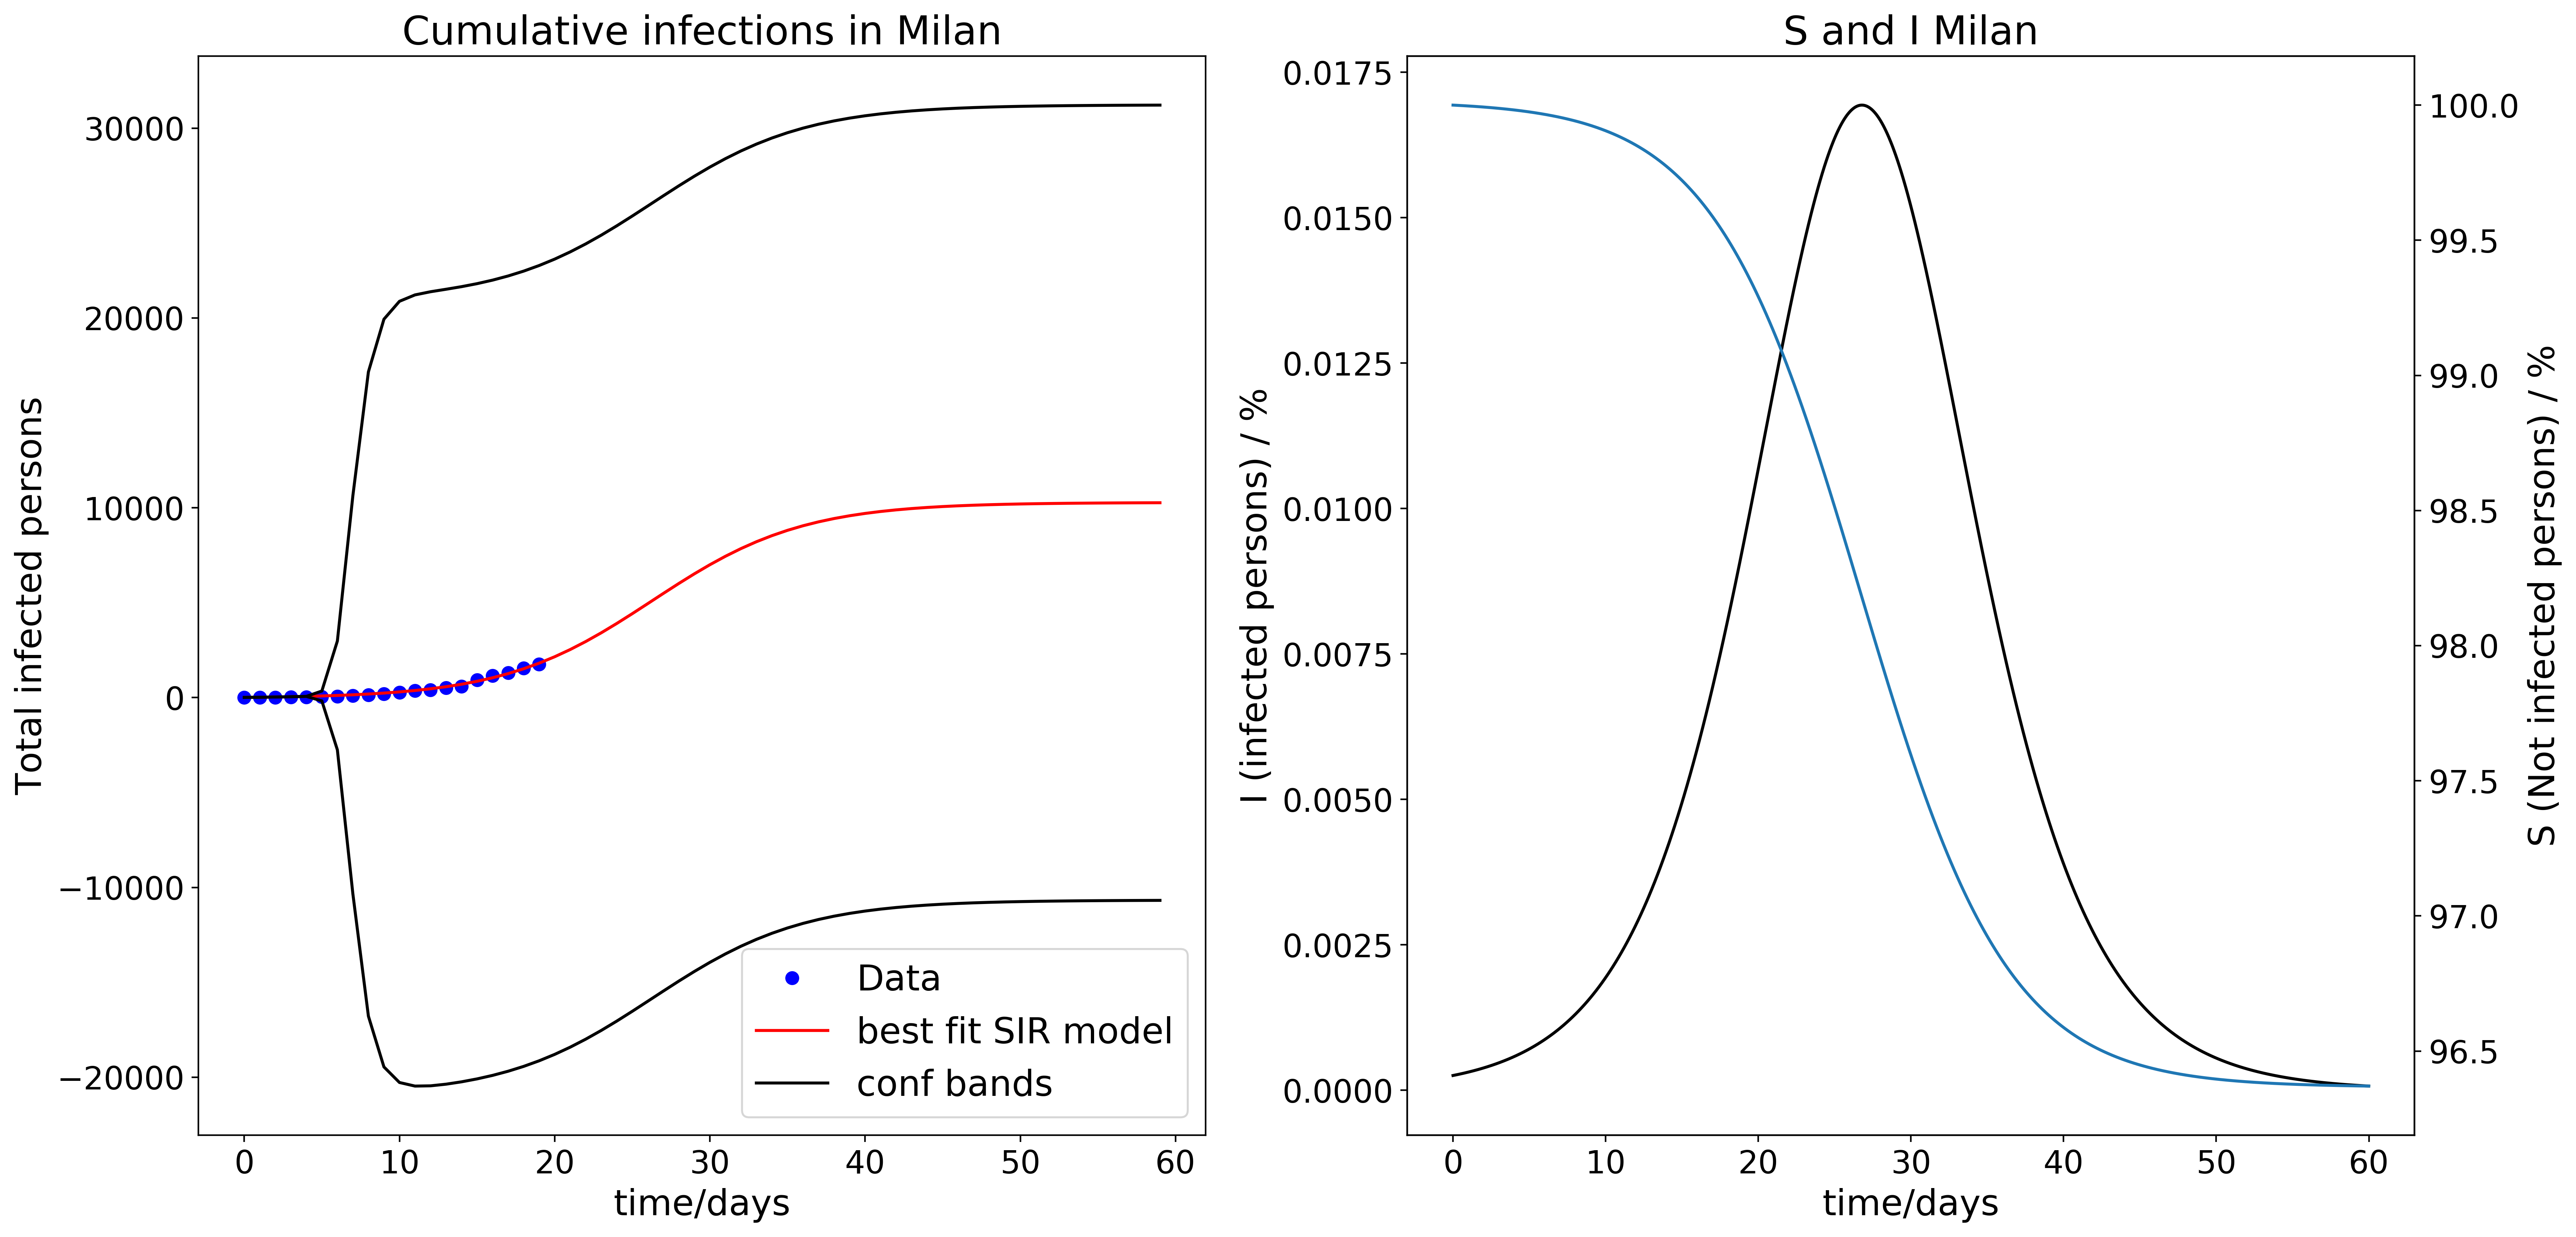 Cumulative infections in Milan
Total infected persons
30000
20000
10000
0
−10000
−20000
0 10 20 30 40 50 60
time/days
Data
best fit SIR model
conf bands
S and I Milan
I (infected persons) / %
0.0175
0.0150
0.0125
0.0100
0.0075
0.0050
0.0025
0.0000
0 10 20 30 40 50 60
time/days
100.0
99.5
99.0
98.5
98.0
97.5
97.0
96.5
S (Not infected persons) / %